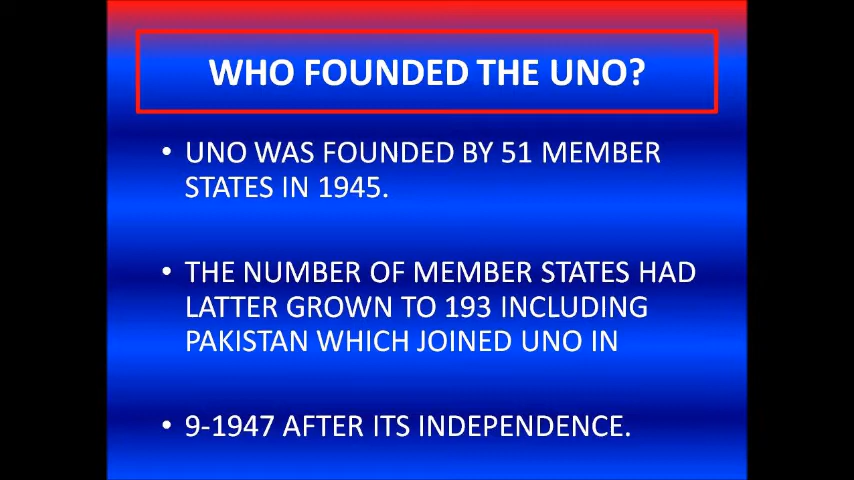 WHO FOUNDED THE UNO?
• UNO WAS FOUNDED BY 51 MEMBER
STATES IN 1945.
• THE NUMBER OF MEMBER STATES HAD
LATTER GROWN TO 193 INCLUDING
PAKISTAN WHICH JOINED UNO IN
• 9-1947 AFTER ITS INDEPENDENCE.